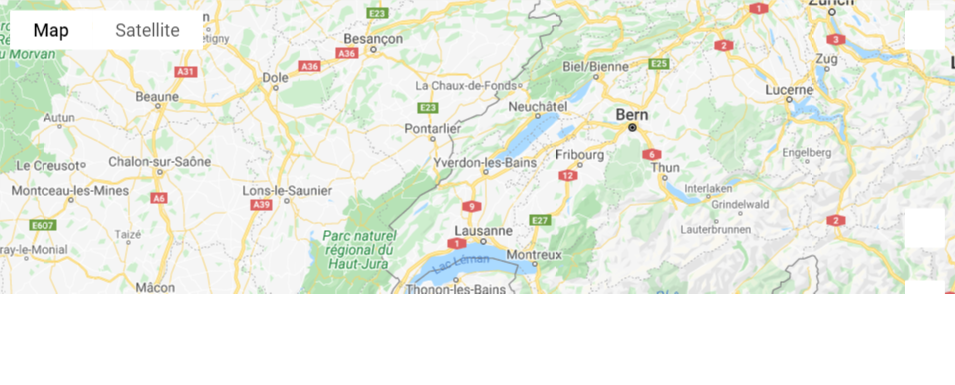 Map
Satellite
Zürich
E23
1
Besançon
A36
2
3
A31
A36
Biel/Bienne
E25
Zug
Dole
La Chaux-de-Fonds
Beaune
Lucerne
E23
Neuchâtel
Bern
Autun
Pontarlier
Le Creusot
Chalon-sur-Saône
Yverdon-les-Bains
Fribourg
6
Engelberg
12
Thun
Montceau-les-Mines
A6
Lons-le-Saunier
Interlaken
A39
9
Grindelwald
E607
E27
2
Taizé
Parc naturel
régional du
Haut-Jura
Lausanne
Lauterbrunnen
ray-le-Monial
1
Montreux
Lac Léman
Mâcon
Thonon-les-Bains